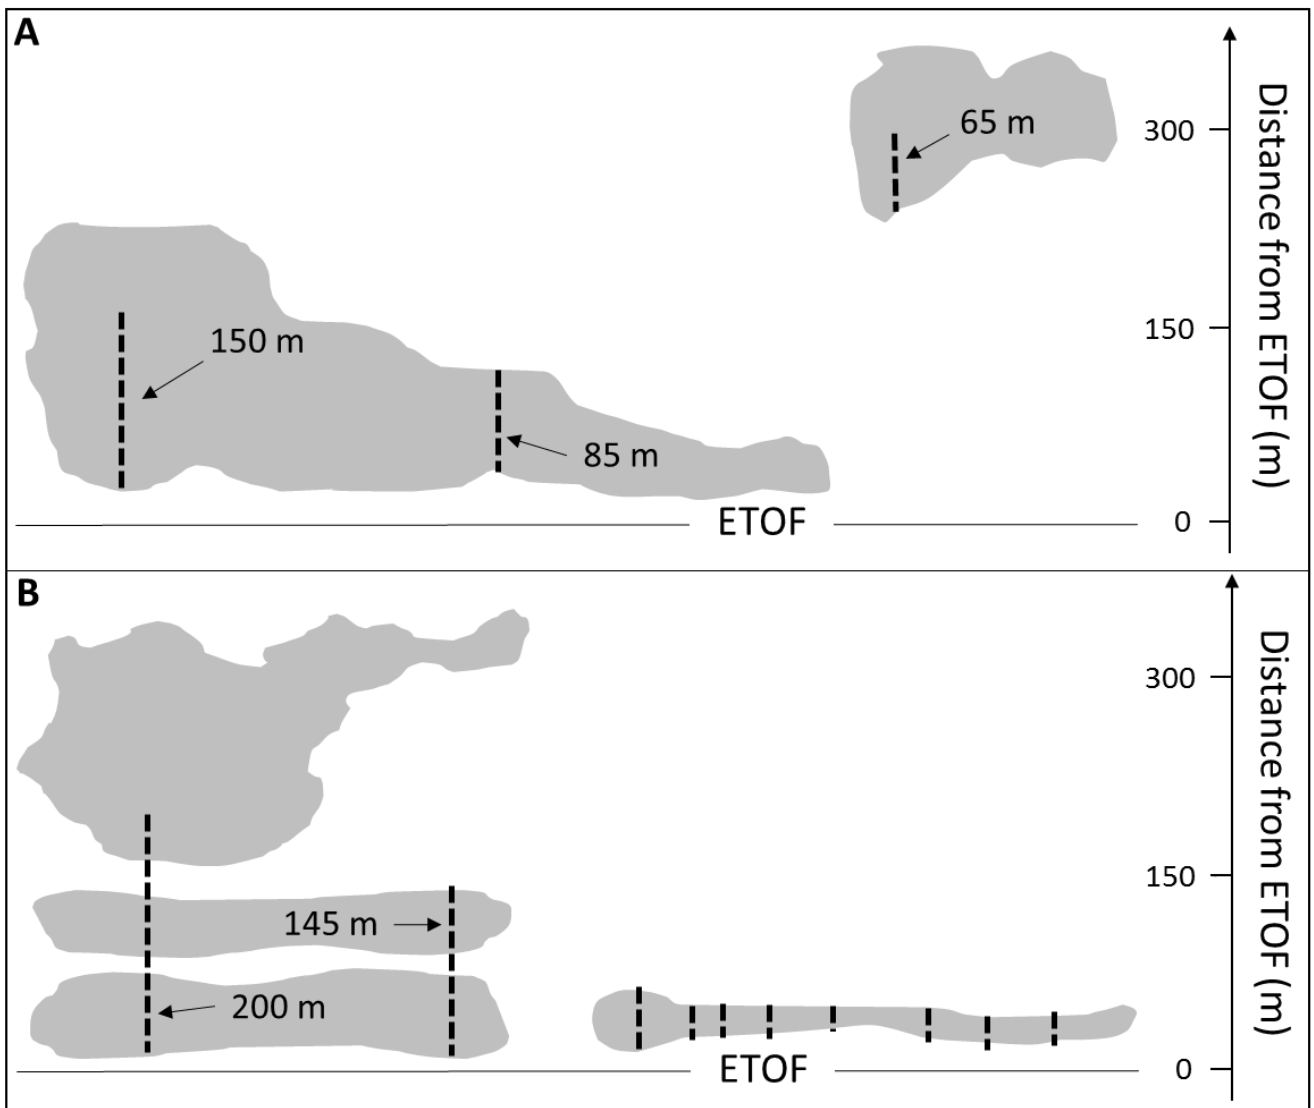 A
65 m
300
150 m
150
85 m
ETOF
0
Distance from ETOF (m)
B
300
145 m
150
200 m
ETOF
0
Distance from ETOF (m)